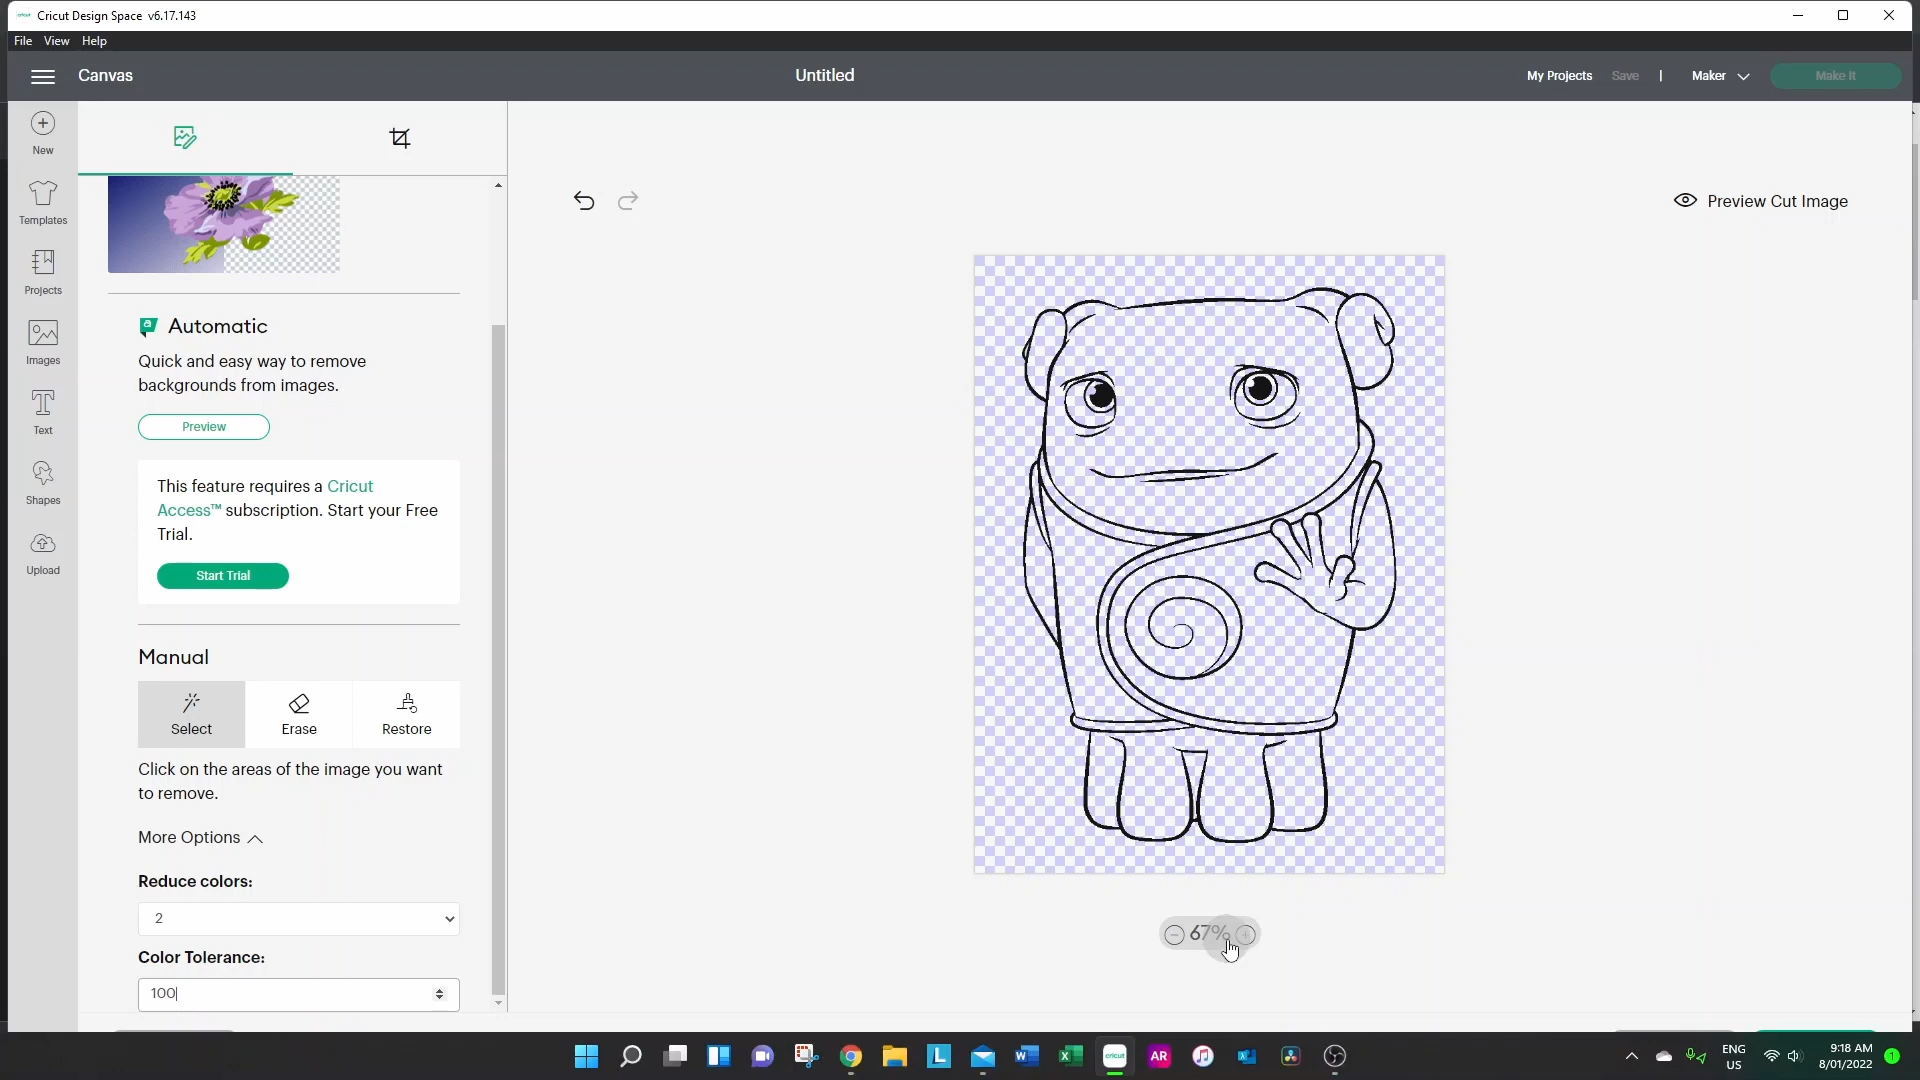 Cricut Design Space v6.17.143
File View Help
Canvas
Untitled
My Projects Save | Maker Make It
New
Templates
Projects
Images
Text
Shapes
Upload
Preview Cut Image
Automatic
Quick and easy way to remove
backgrounds from images.
Preview
This feature requires a Cricut
Access™ subscription. Start your Free
Trial.
Start Trial
Manual
Select Erase Restore
Click on the areas of the image you want
to remove.
More Options
Reduce colors:
2
Color Tolerance:
100
67%
L
AR
cricut
ENG
US
9:18 AM
8/01/2022
1